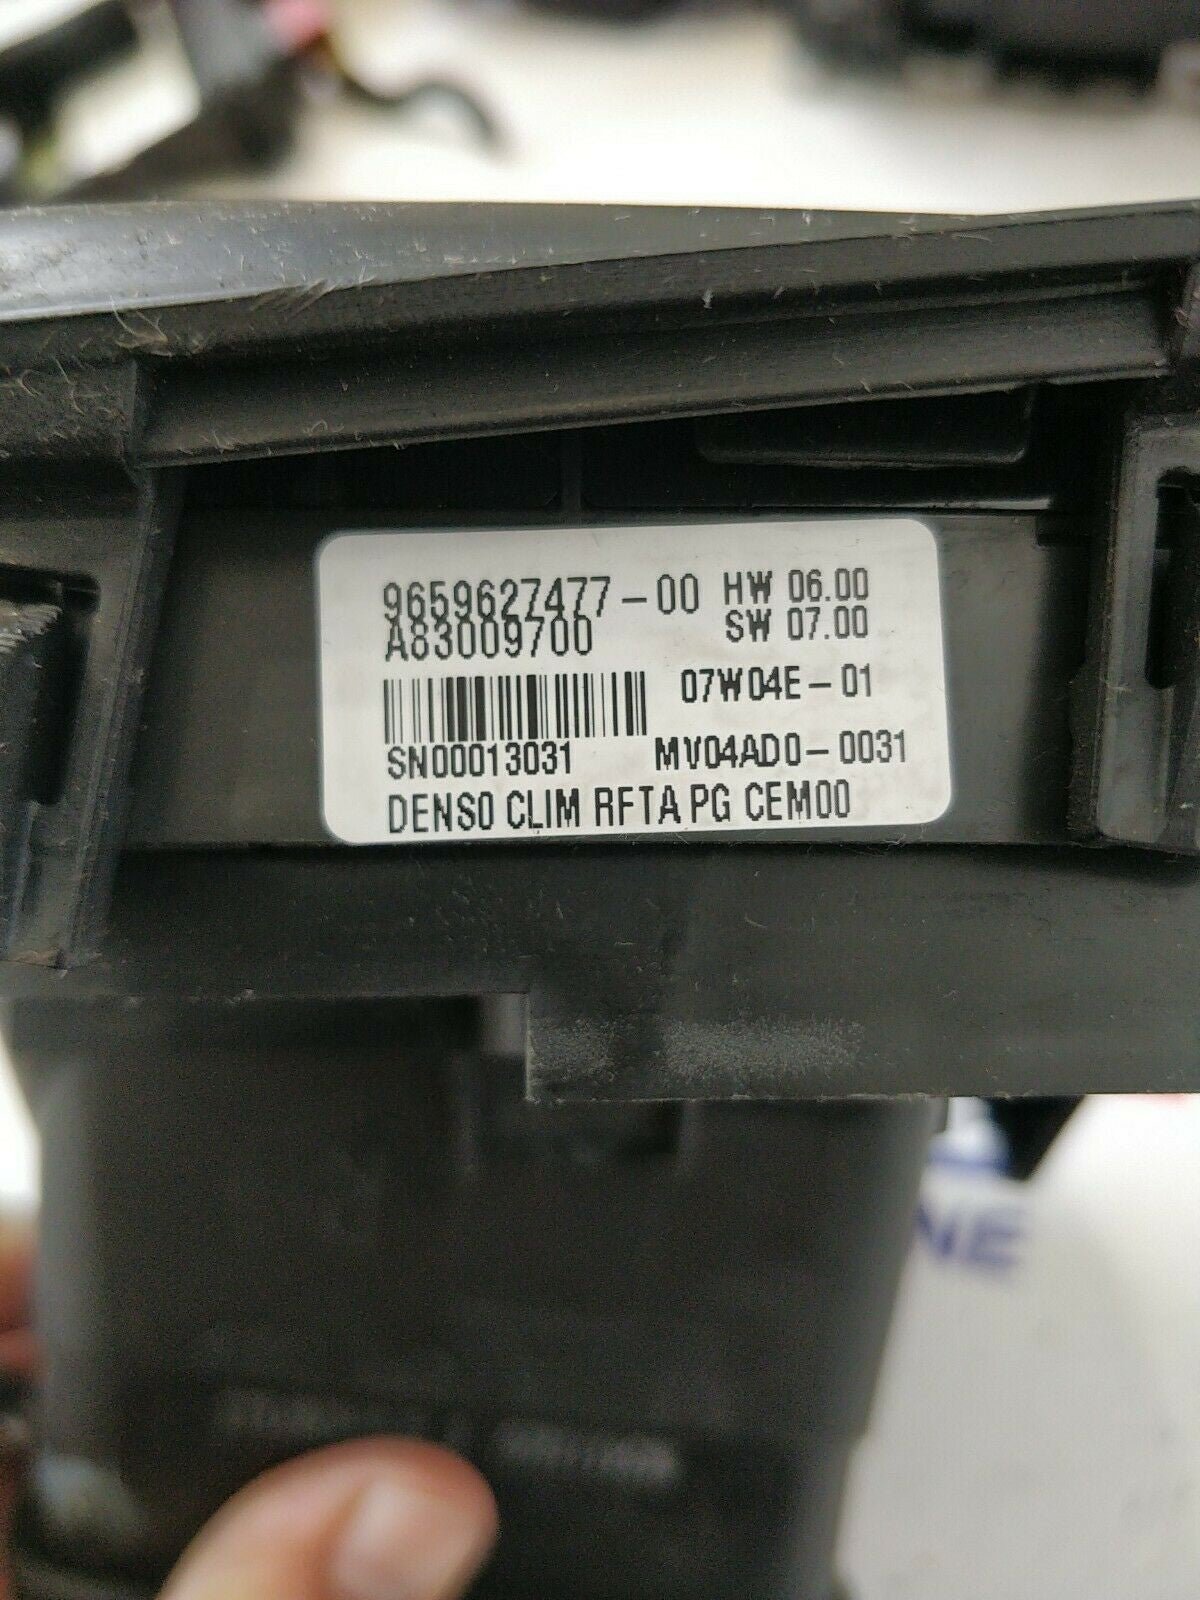 9659627477-00 HW 06.00
A83009700 SW 07.00
07W04E-01
SN00013031 MV04AD0-0031
DENSO CLIM RFTA PG CEM00
NE